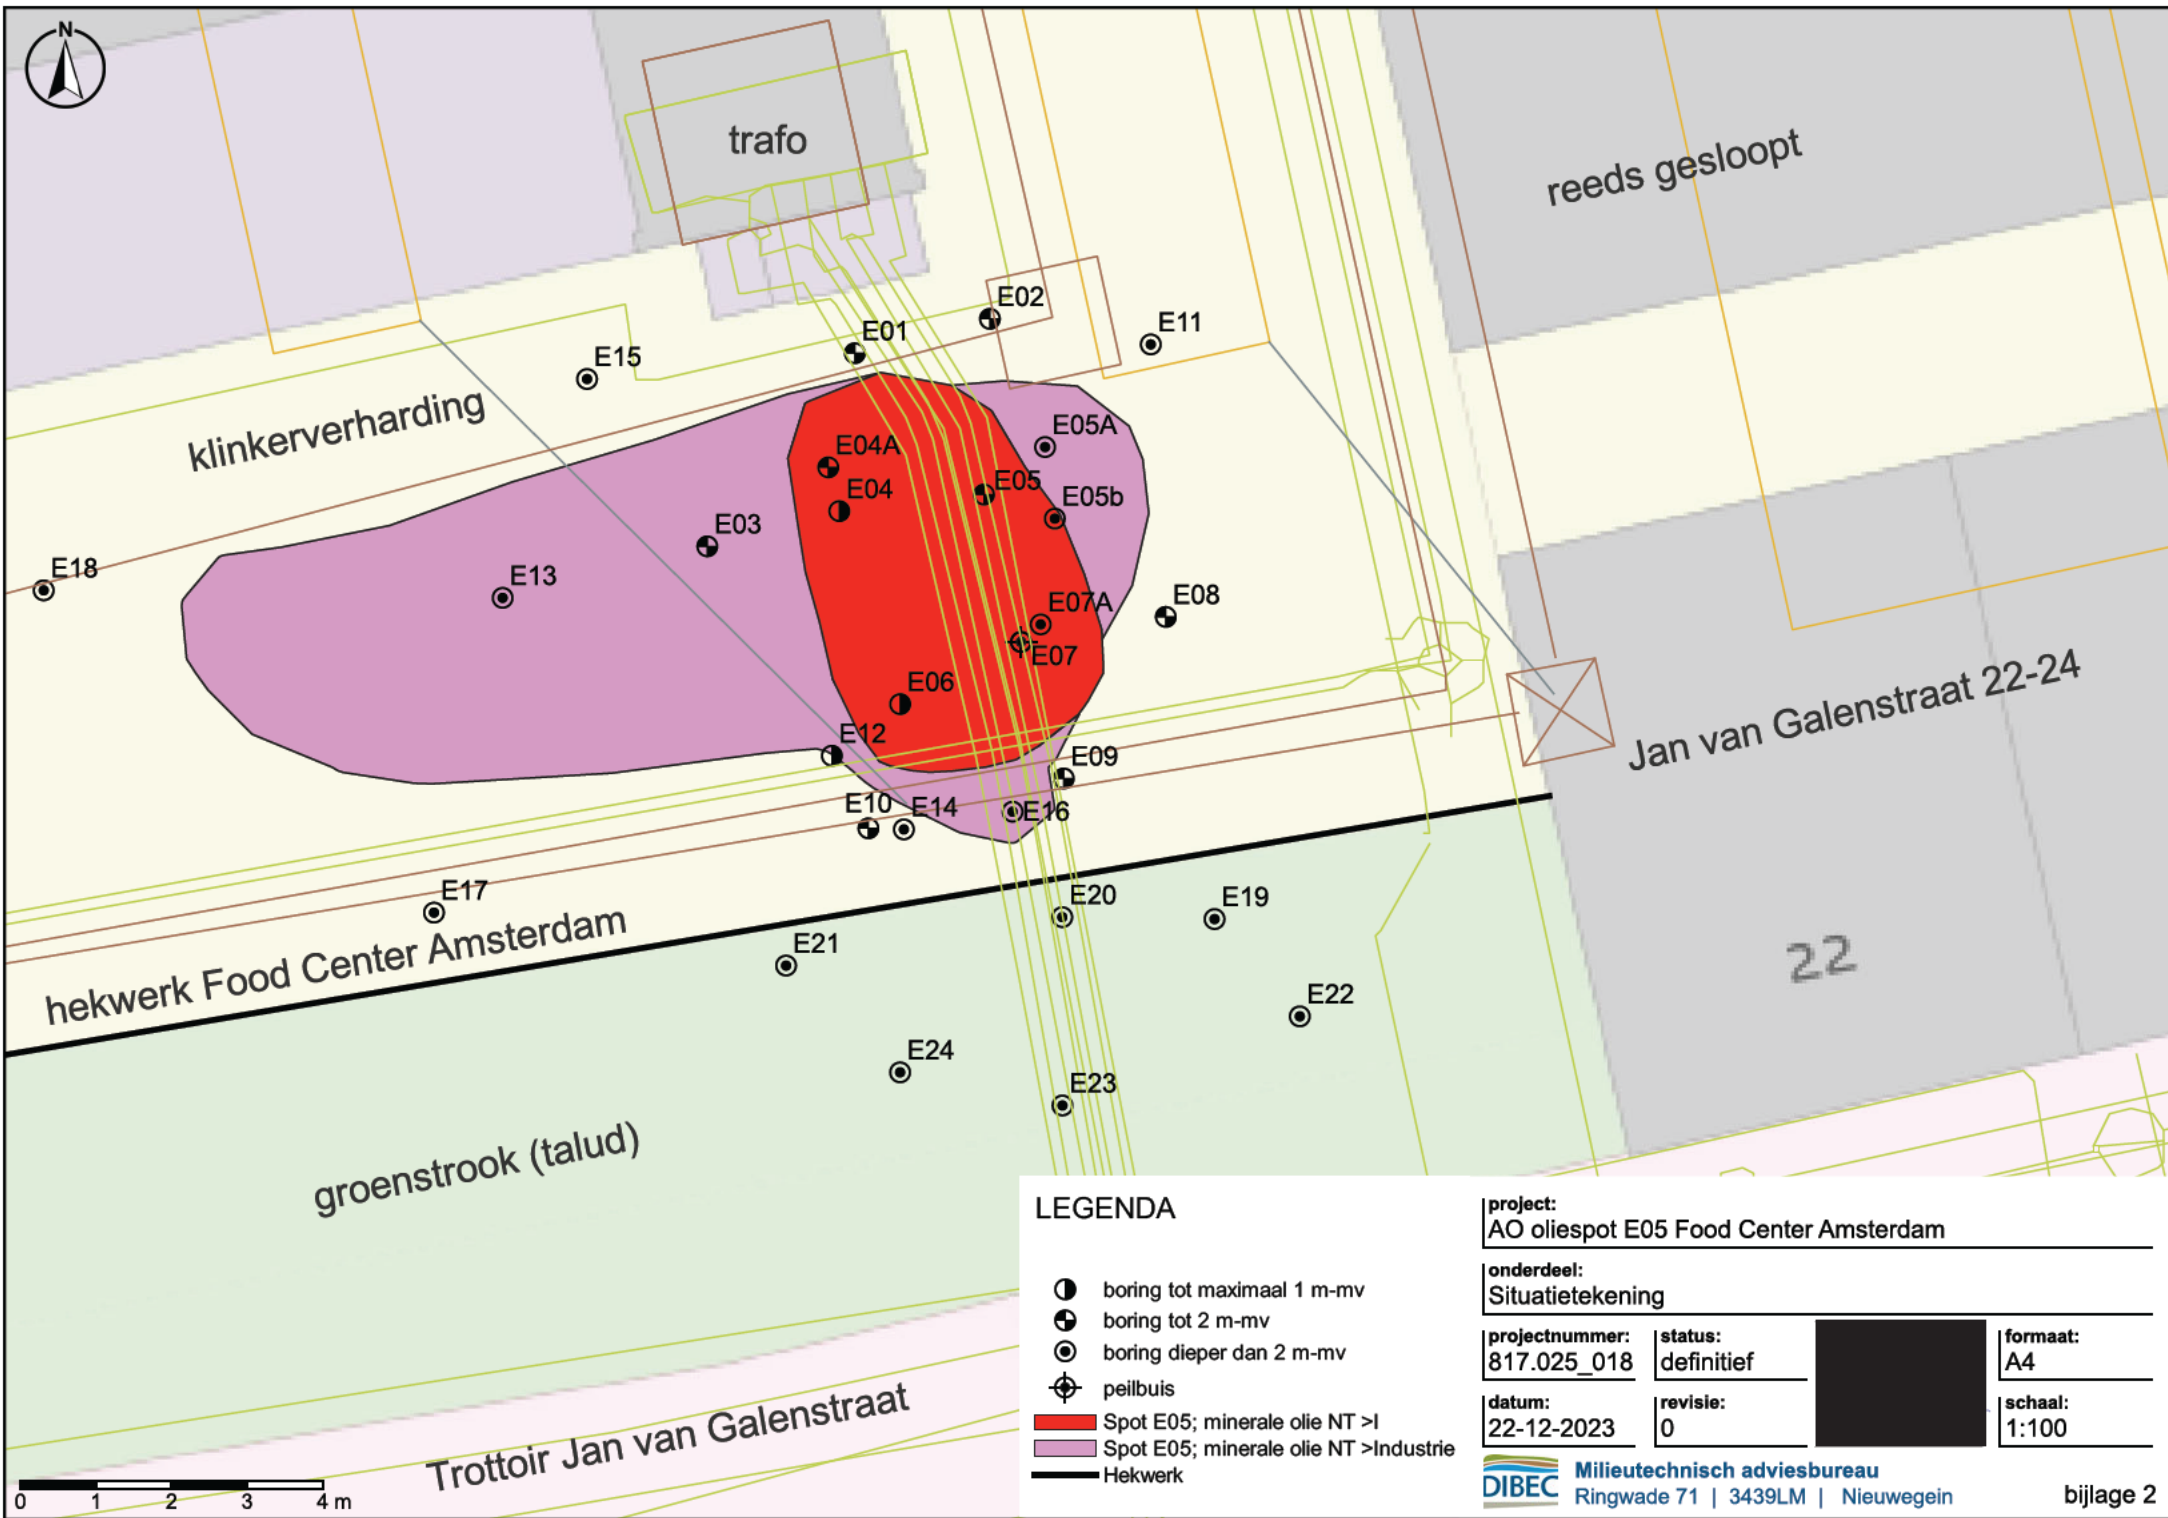 N
trafo
reeds gesloopt
E02
E11
E01
E15
klinkerverharding
E05A
E04A
E05
E04
E05b
E03
E18
E13
E08
E07A
E07
E06
Jan van Galenstraat 22-24
E12
E09
E10
E14
E16
E17
E20
E19
hekwerk Food Center Amsterdam
E21
22
E22
E24
E23
groenstrook (talud)
Trottoir Jan van Galenstraat
0 1 2 3 4 m
LEGENDA
boring tot maximaal 1 m-mv
boring tot 2 m-mv
boring dieper dan 2 m-mv
peilbuis
Spot E05; minerale olie NT >I
Spot E05; minerale olie NT >Industrie
Hekwerk
project:
AO oliespot E05 Food Center Amsterdam
onderdeel:
Situatietekening
projectnummer:
817.025_018
status:
definitief
formaat:
A4
datum:
22-12-2023
revisie:
0
schaal:
1:100
DIBEC
Milieutechnisch adviesbureau
Ringwade 71 | 3439LM | Nieuwegein
bijlage 2